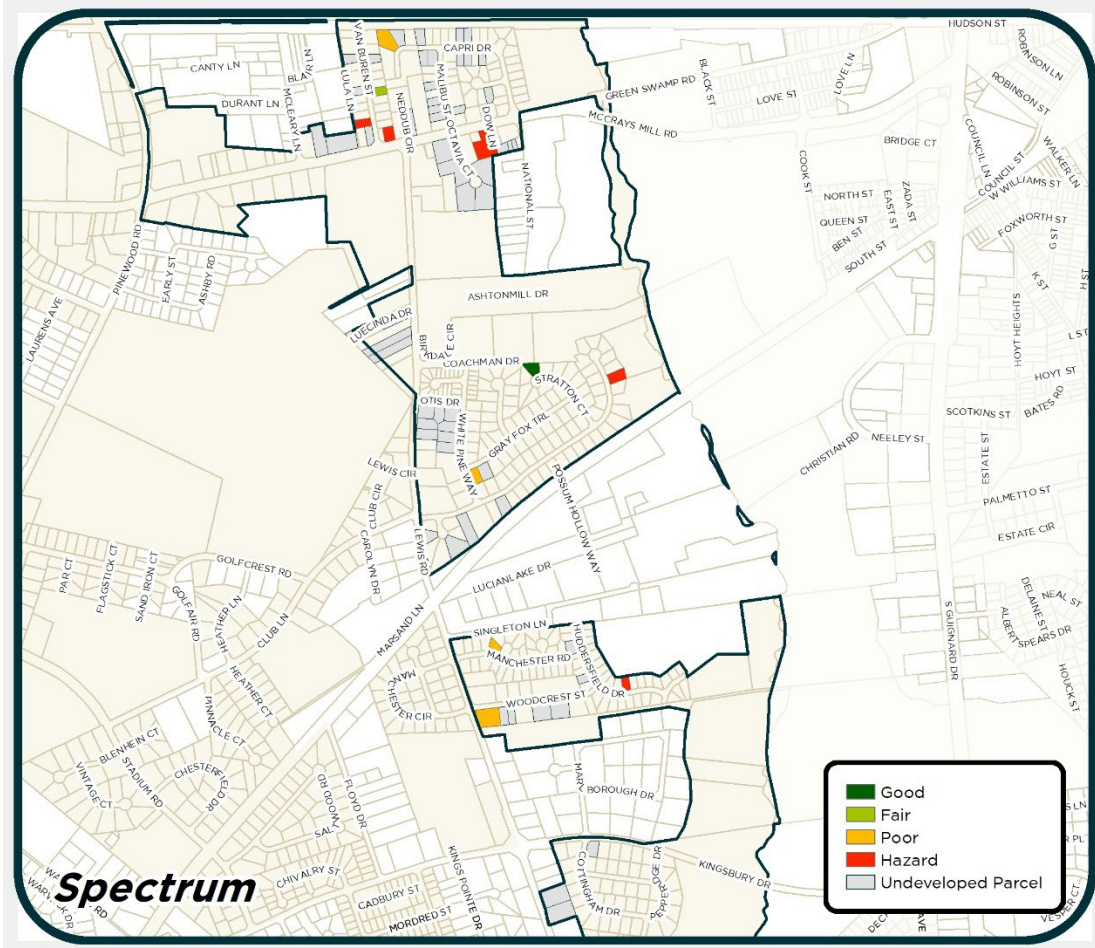 HUDSON ST
ROBINSON LN
ROBINSON ST
VAN BUREN ST
CAPRI DR
CANTY LN
LULA LN
NEDDUB CIR
MALIBU ST
BLACK ST
LOVE LN
GREEN SWAMP RD
LOVE ST
DURANT LN
MCLEARY LN
DOW LN
OCTAVIA CT
MCCRAYS MILL RD
BRIDGE CT
COUNCIL LN
COUNCIL ST
WALKER LN
W WILLIAMS ST
NATIONAL ST
COOK ST
NORTH ST
ZADA ST
EAST ST
QUEEN ST
BEN ST
SOUTH ST
FOXWORTH ST
G ST
K ST
H ST
PINEWOOD RD
EARLY ST
ASHBY RD
LAURENS AVE
ASHTONMILL DR
LUECINDA DR
HOYT HEIGHTS
L ST
COACHMAN DR
STRATTON CT
HOYT ST
BATES RD
OTIS DR
WHITE PINE WAY
GRAY FOX TRL
SCOTKINS ST
NEELEY ST
CHRISTIAN RD
ESTATE ST
LEWIS CIR
CLUB CIR
POSSUM HOLLOW WAY
PALMETTO ST
ESTATE CIR
LEWIS RD
CAROLYN DR
PAR CT
FLAGSTICK CT
SAND IRON CT
GOLFCREST RD
GOLFAIR RD
HEATHER LN
CLUB LN
LUCIANLAKE DR
DELAINE ST
NEAL ST
ALBERT
SPEARS DR
S GUIGNARD DR
MARSAND LN
SINGLETON LN
MANCHESTER RD
HUDDERSFIELD DR
HEATHER CT
MANCHESTER CIR
WOODCREST ST
HOUCK ST
PINNACLE CT
BLENHEIN CT
STADIUM RD
VINTAGE CT
CHESTERFIELD DR
FLOYD DR
MARYBOROUGH DR
CHIVALRY ST
CADBURY ST
MORDRED ST
KINGS POINTE DR
COTTINGHAM DR
PEPPERIDGE DR
KINGSBURY DR
VESPER CT
Good
Fair
Poor
Hazard
Undeveloped Parcel
Spectrum